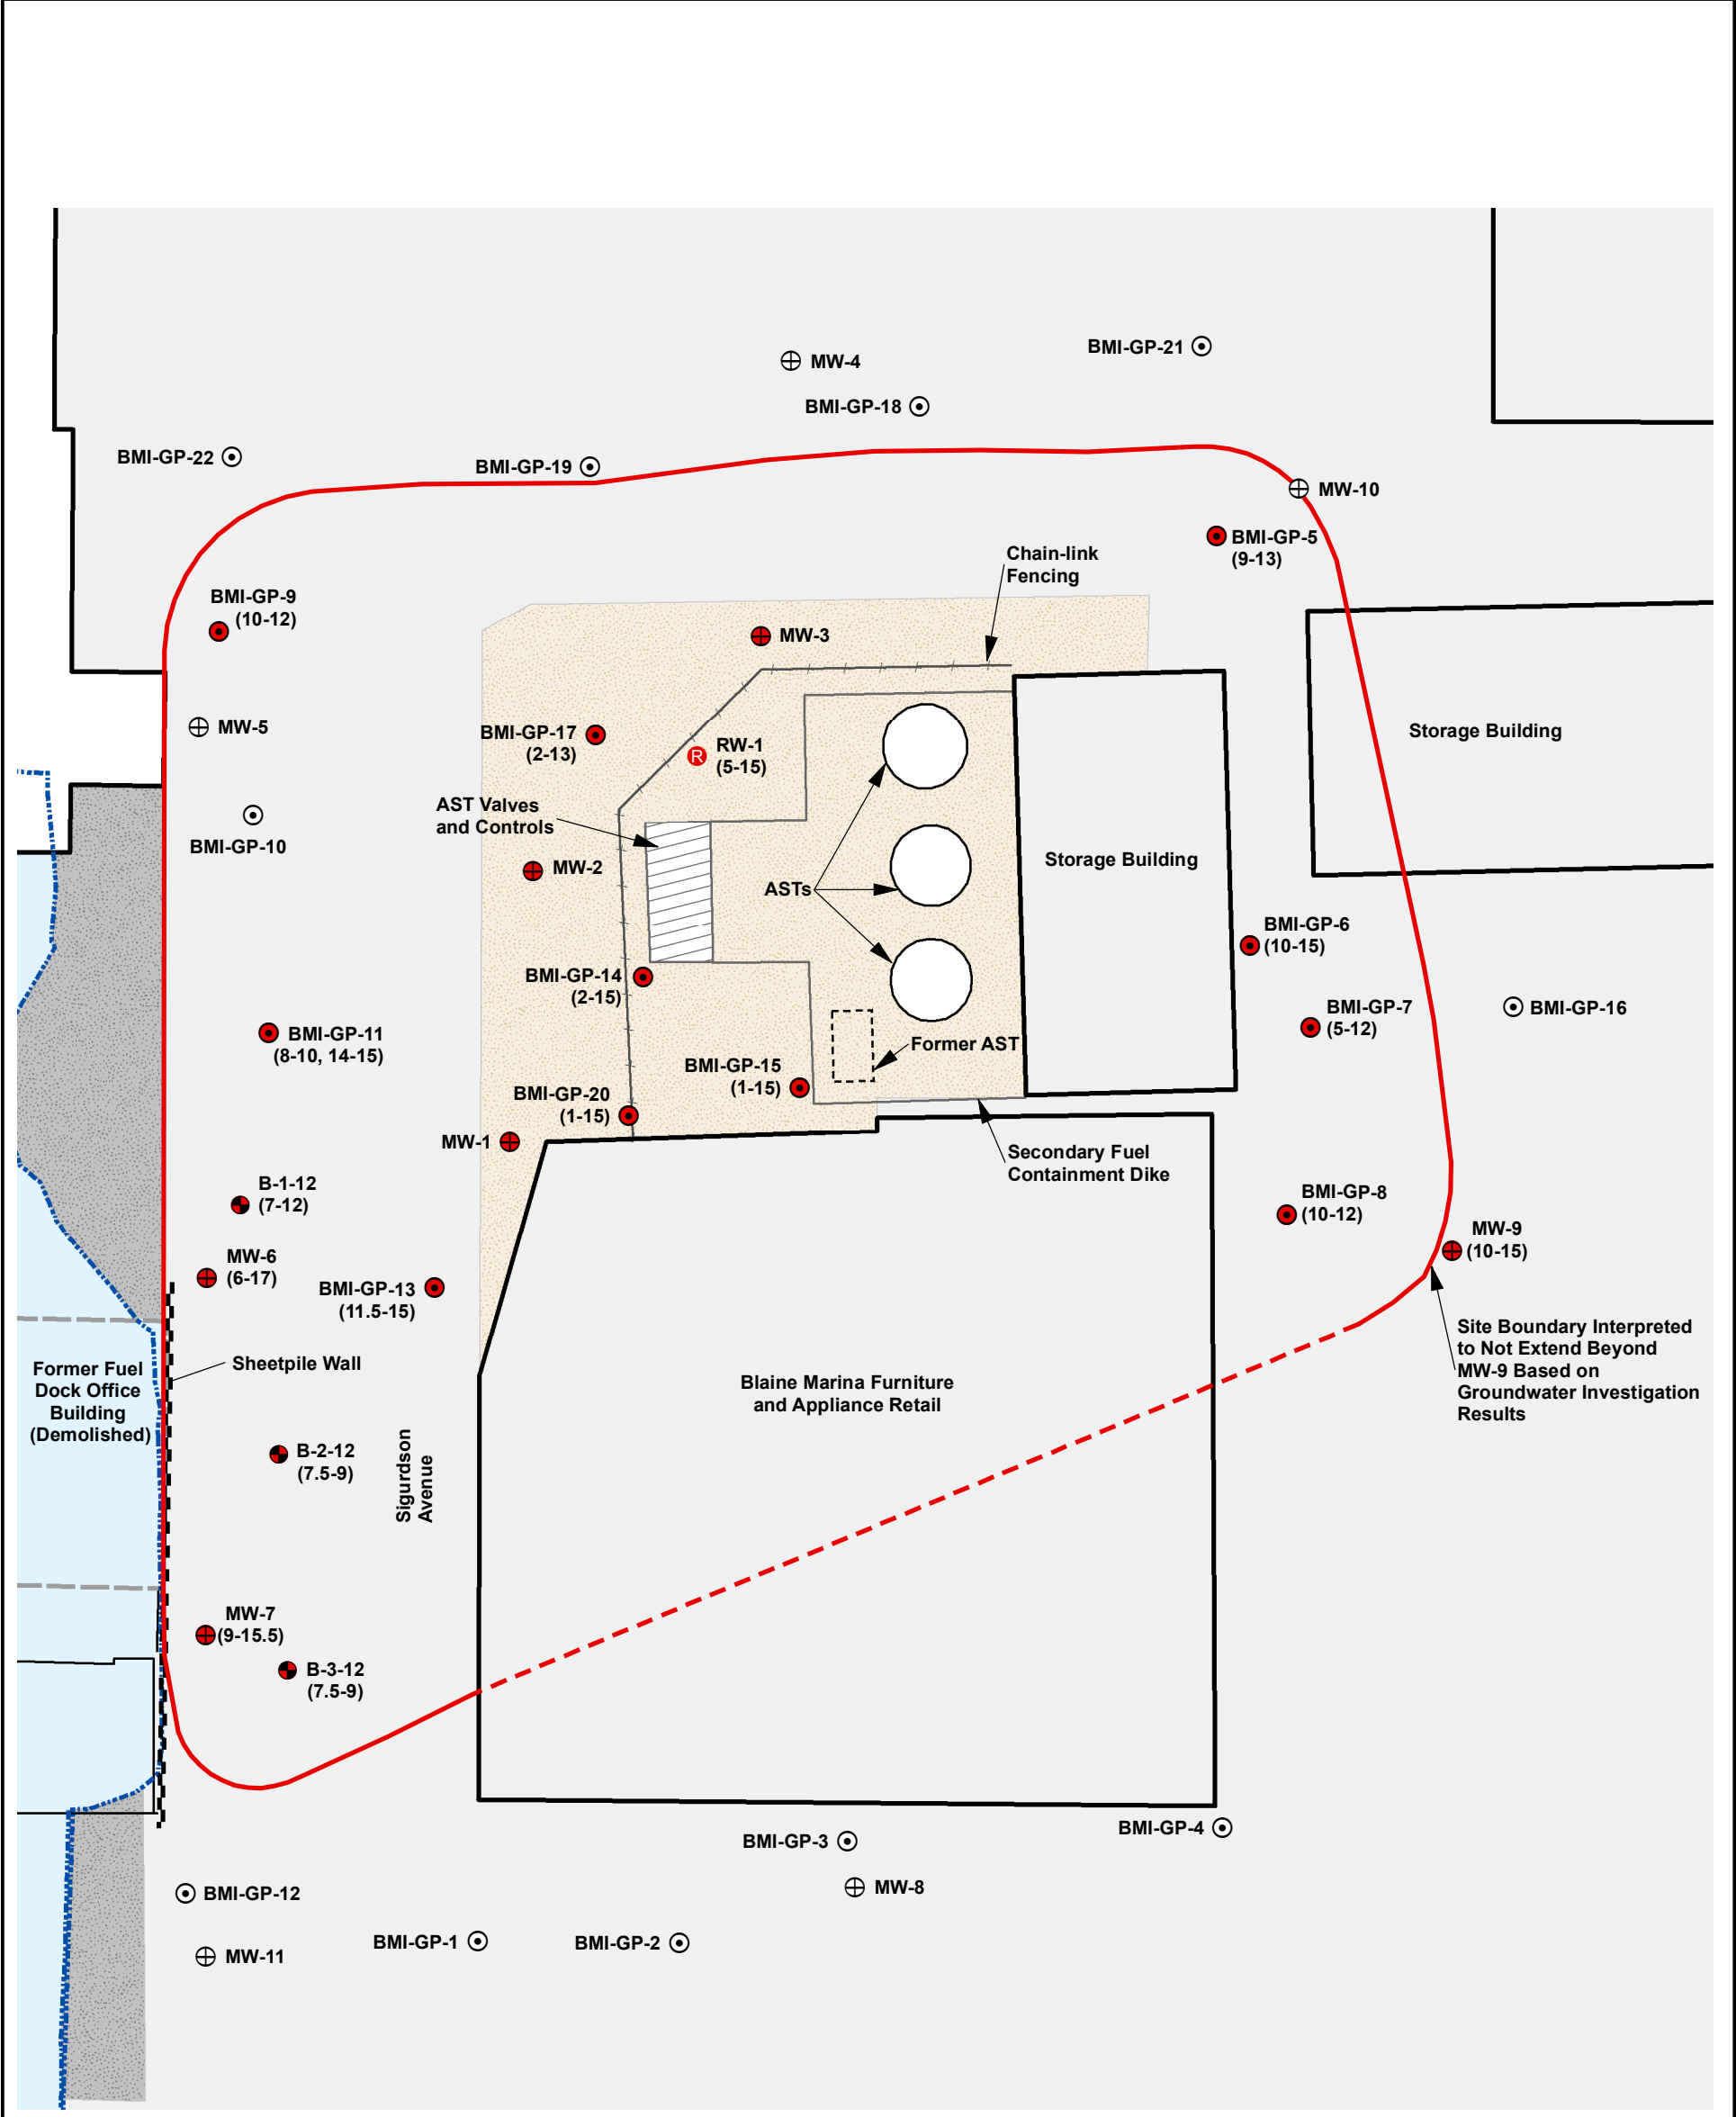 BMI-GP-21
MW-4
BMI-GP-18
BMI-GP-22
BMI-GP-19
MW-10
BMI-GP-5
(9-13)
Chain-link
Fencing
BMI-GP-9
(10-12)
MW-3
MW-5
BMI-GP-17
(2-13)
R
RW-1
(5-15)
Storage Building
AST Valves
and Controls
BMI-GP-10
MW-2
ASTs
Storage Building
BMI-GP-6
(10-15)
BMI-GP-14
(2-15)
BMI-GP-7
(5-12)
BMI-GP-16
BMI-GP-11
(8-10, 14-15)
Former AST
BMI-GP-15
(1-15)
BMI-GP-20
(1-15)
MW-1
Secondary Fuel
Containment Dike
B-1-12
(7-12)
BMI-GP-8
(10-12)
MW-9
(10-15)
MW-6
(6-17)
BMI-GP-13
(11.5-15)
Site Boundary Interpreted
to Not Extend Beyond
MW-9 Based on
Groundwater Investigation
Results
Sheetpile Wall
Former Fuel
Dock Office
Building
(Demolished)
Blaine Marina Furniture
and Appliance Retail
B-2-12
(7.5-9)
Sigurdson
Avenue
MW-7
(9-15.5)
B-3-12
(7.5-9)
BMI-GP-3
BMI-GP-4
MW-8
BMI-GP-12
BMI-GP-1
BMI-GP-2
MW-11